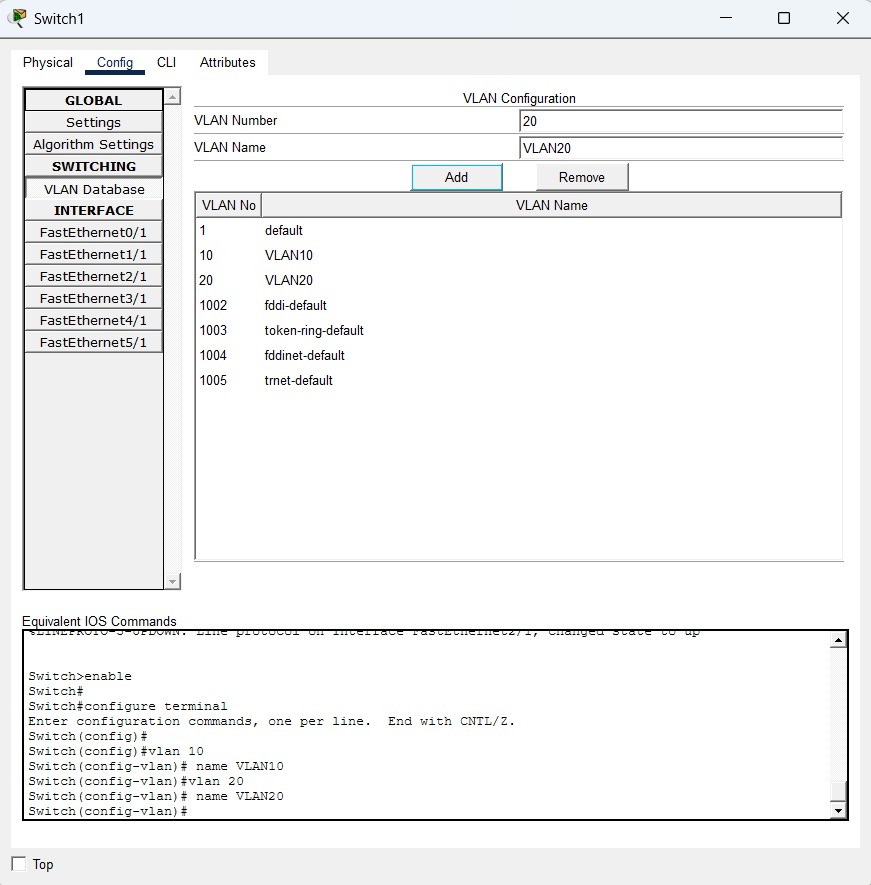 Switch1
Physical Config CLI Attributes
GLOBAL
Settings
Algorithm Settings
SWITCHING
VLAN Database
INTERFACE
FastEthernet0/1
FastEthernet1/1
FastEthernet2/1
FastEthernet3/1
FastEthernet4/1
FastEthernet5/1
VLAN Configuration
VLAN Number 20
VLAN Name VLAN20
Add Remove
VLAN No VLAN Name
1 default
10 VLAN10
20 VLAN20
1002 fddi-default
1003 token-ring-default
1004 fddinet-default
1005 trnet-default
Equivalent IOS Commands
%LINEPROTO-5-UPDOWN: Line protocol on Interface FastEthernet2/1, changed state to up
Switch>enable
Switch#
Switch#configure terminal
Enter configuration commands, one per line.  End with CNTL/Z.
Switch(config)#
Switch(config)#vlan 10
Switch(config-vlan)# name VLAN10
Switch(config-vlan)#vlan 20
Switch(config-vlan)# name VLAN20
Switch(config-vlan)#
Top